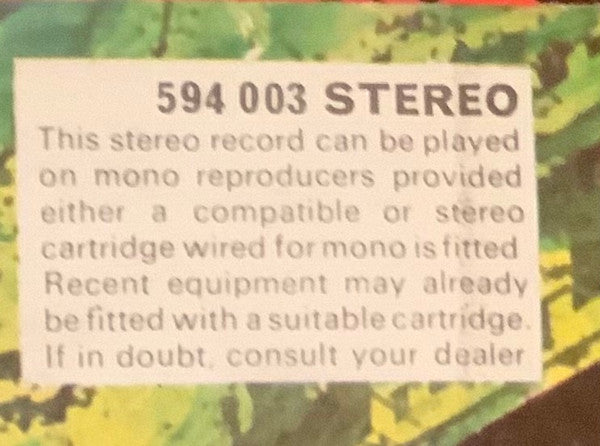 594 003 STEREO
This stereo record can be played
on mono reproducers provided
either a compatible or stereo
cartridge wired for mono is fitted
Recent equipment may already
be fitted with a suitable cartridge.
If in doubt, consult your dealer